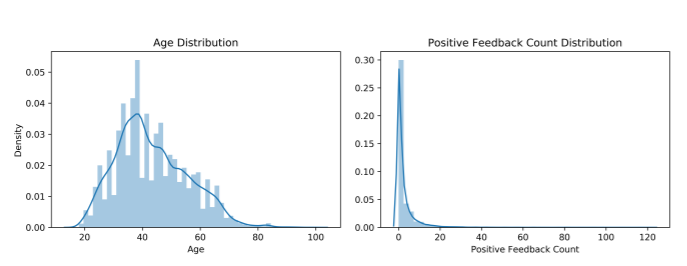 Age Distribution
0.05
0.04
0.03
0.02
0.01
0.00
Density
20 40 60 80 100
Age
Positive Feedback Count Distribution
0.30
0.25
0.20
0.15
0.10
0.05
0.00
0 20 40 60 80 100 120
Positive Feedback Count